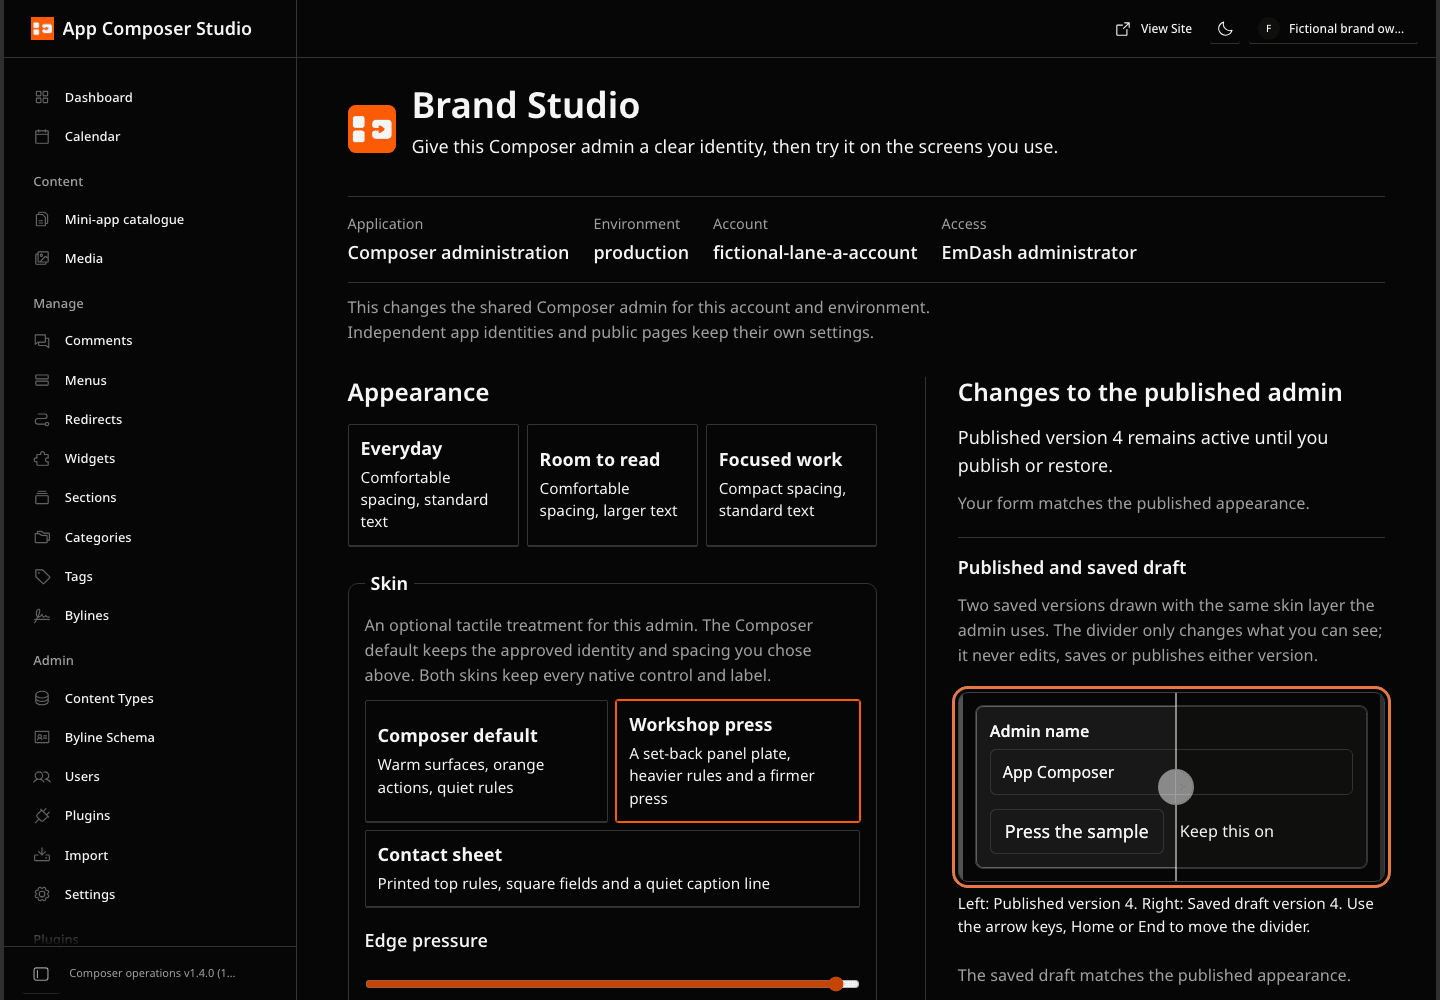 App Composer Studio
View Site
F
Fictional brand ow...
Dashboard
Calendar
Content
Mini-app catalogue
Media
Manage
Comments
Menus
Redirects
Widgets
Sections
Categories
Tags
Bylines
Admin
Content Types
Byline Schema
Users
Plugins
Import
Settings
Plugins
Composer operations v1.4.0 (1...
Brand Studio
Give this Composer admin a clear identity, then try it on the screens you use.
Application
Composer administration
Environment
production
Account
fictional-lane-a-account
Access
EmDash administrator
This changes the shared Composer admin for this account and environment.
Independent app identities and public pages keep their own settings.
Appearance
Everyday
Comfortable
spacing, standard
text
Room to read
Comfortable
spacing, larger text
Focused work
Compact spacing,
standard text
Skin
An optional tactile treatment for this admin. The Composer
default keeps the approved identity and spacing you chose
above. Both skins keep every native control and label.
Composer default
Warm surfaces, orange
actions, quiet rules
Workshop press
A set-back panel plate,
heavier rules and a firmer
press
Contact sheet
Printed top rules, square fields and a quiet caption line
Edge pressure
Changes to the published admin
Published version 4 remains active until you
publish or restore.
Your form matches the published appearance.
Published and saved draft
Two saved versions drawn with the same skin layer the
admin uses. The divider only changes what you can see;
it never edits, saves or publishes either version.
Admin name
App Composer
Press the sample
Keep this on
Left: Published version 4. Right: Saved draft version 4. Use
the arrow keys, Home or End to move the divider.
The saved draft matches the published appearance.